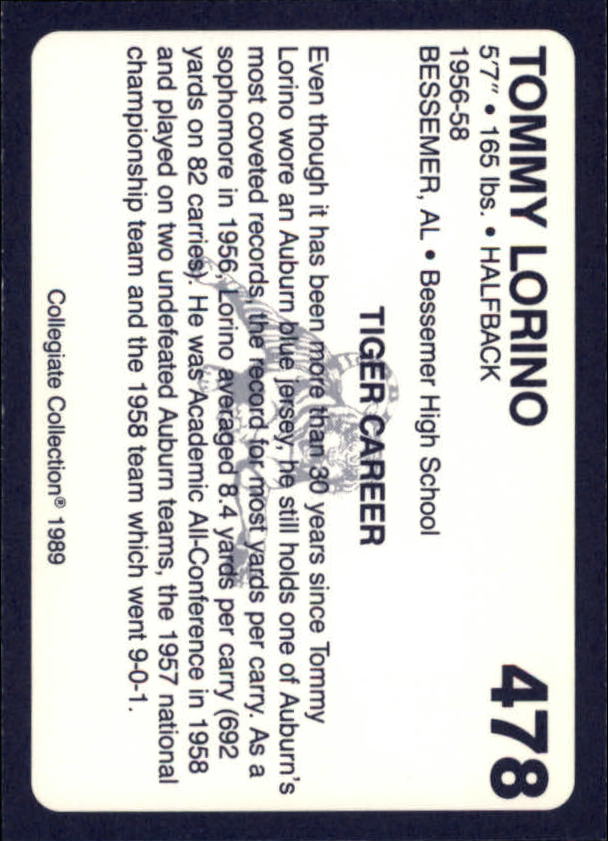 TOMMY LORINO 478
5'7" • 165 lbs. • HALFBACK
1956-58
BESSEMER, AL • Bessemer High School
TIGER CAREER
Even though it has been more than 30 years since Tommy
Lorino wore an Auburn blue jersey, he still holds one of Auburn's
most coveted records, the record for most yards per carry. As a
sophomore in 1956, Lorino averaged 8.4 yards per carry (692
yards on 82 carries). He was Academic All-Conference in 1958
and played on two undefeated Auburn teams, the 1957 national
championship team and the 1958 team which went 9-0-1.
Collegiate Collection® 1989